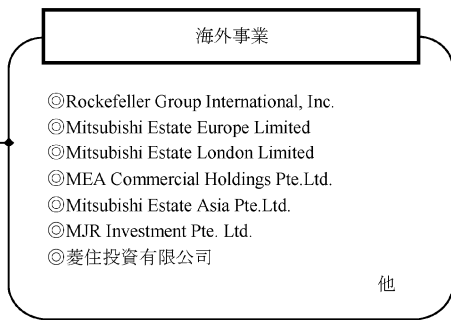 海外事業
◎Rockefeller Group International, Inc.
◎Mitsubishi Estate Europe Limited
◎Mitsubishi Estate London Limited
◎MEA Commercial Holdings Pte.Ltd.
◎Mitsubishi Estate Asia Pte.Ltd.
◎MJR Investment Pte. Ltd.
◎菱住投資有限公司
他